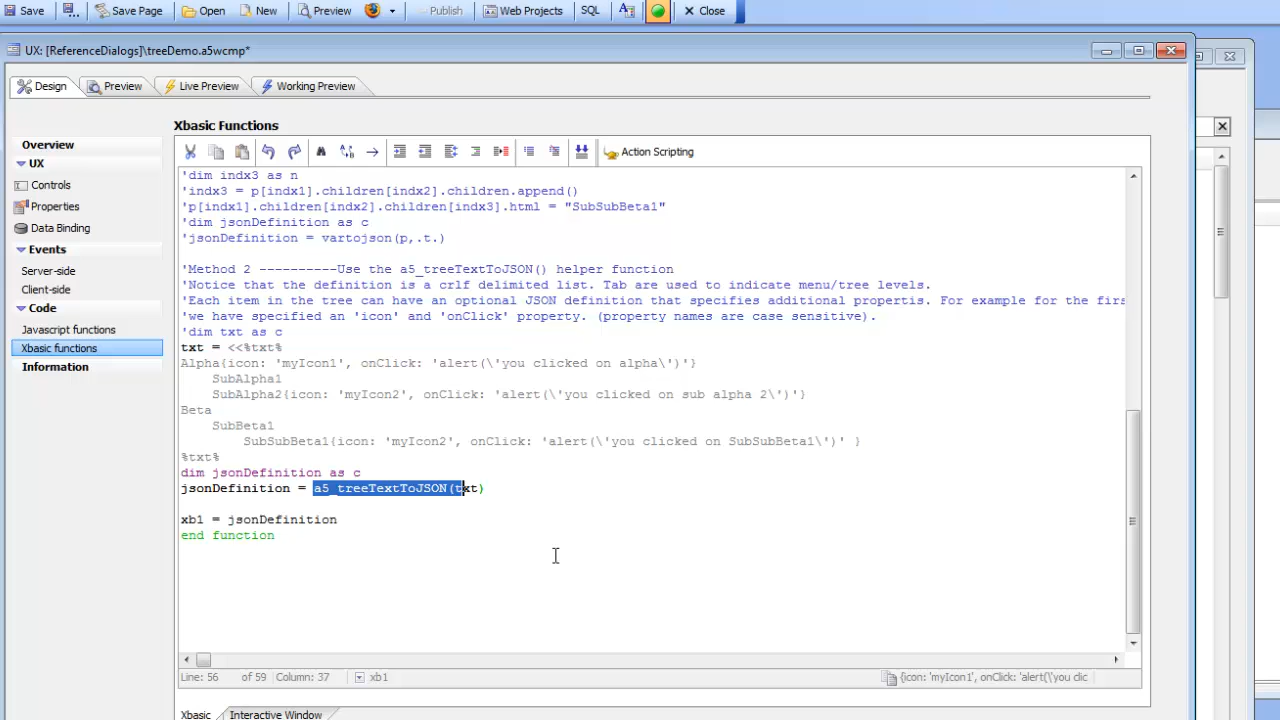 Save Save Page Open New Preview Publish Web Projects SQL Close
UX: [ReferenceDialogs]\treeDemo.a5wcmp*
Design Preview Live Preview Working Preview
Overview
UX
Controls
Properties
Data Binding
Events
Server-side
Client-side
Code
Javascript functions
Xbasic functions
Information
Xbasic Functions
Action Scripting
'dim indx3 as n
'indx3 = p[indx1].children[indx2].children.append()
'p[indx1].children[indx2].children[indx3].html = "SubSubBeta1"
'dim jsonDefinition as c
'jsonDefinition = vartojson(p,.t.)
'Method 2 ----------Use the a5_treeTextToJSON() helper function
'Notice that the definition is a crlf delimited list. Tab are used to indicate menu/tree levels.
'Each item in the tree can have an optional JSON definition that specifies additional propertis. For example for the firs
'we have specified an 'icon' and 'onClick' property. (property names are case sensitive).
'dim txt as c
txt = <<%txt%
Alpha{icon: 'myIcon1', onClick: 'alert(\'you clicked on alpha\')'}
SubAlpha1
SubAlpha2{icon: 'myIcon2', onClick: 'alert(\'you clicked on sub alpha 2\')'}
Beta
SubBeta1
SubSubBeta1{icon: 'myIcon2', onClick: 'alert(\'you clicked on SubSubBeta1\')' }
%txt%
dim jsonDefinition as c
jsonDefinition = a5_treeTextToJSON(txt)
xb1 = jsonDefinition
end function
Line: 56 of 59 Column: 37 xb1 {icon: 'myIcon1', onClick: 'alert(\'you clic
Xbasic Interactive Window